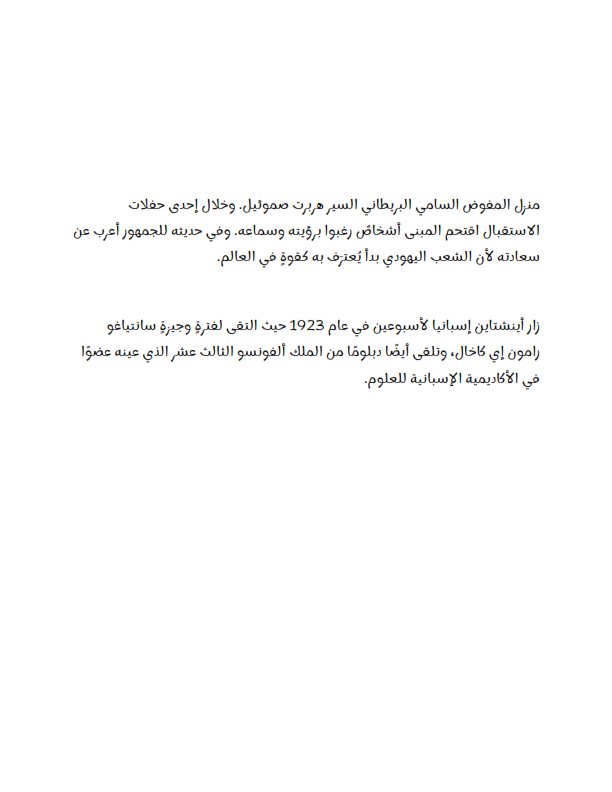 منزل المفوض السامي البريطاني السير هربرت صموئيل. وخلال إحدى حفلات
الاستقبال اقتحم المبنى أشخاصٌ رغبوا برؤيته وسماعه. وفي حديثه للجمهور أعرب عن
سعادته لأن الشعب اليهودي بدأ يُعترَف به كقوةٍ في العالم.
زار أينشتاين إسبانيا لأسبوعين في عام 1923 حيث التقى لفترةٍ وجيزةٍ سانتياغو
رامون إي كاخال، وتلقى أيضًا دبلومًا من الملك ألفونسو الثالث عشر الذي عينه عضوًا
في الأكاديمية الإسبانية للعلوم.